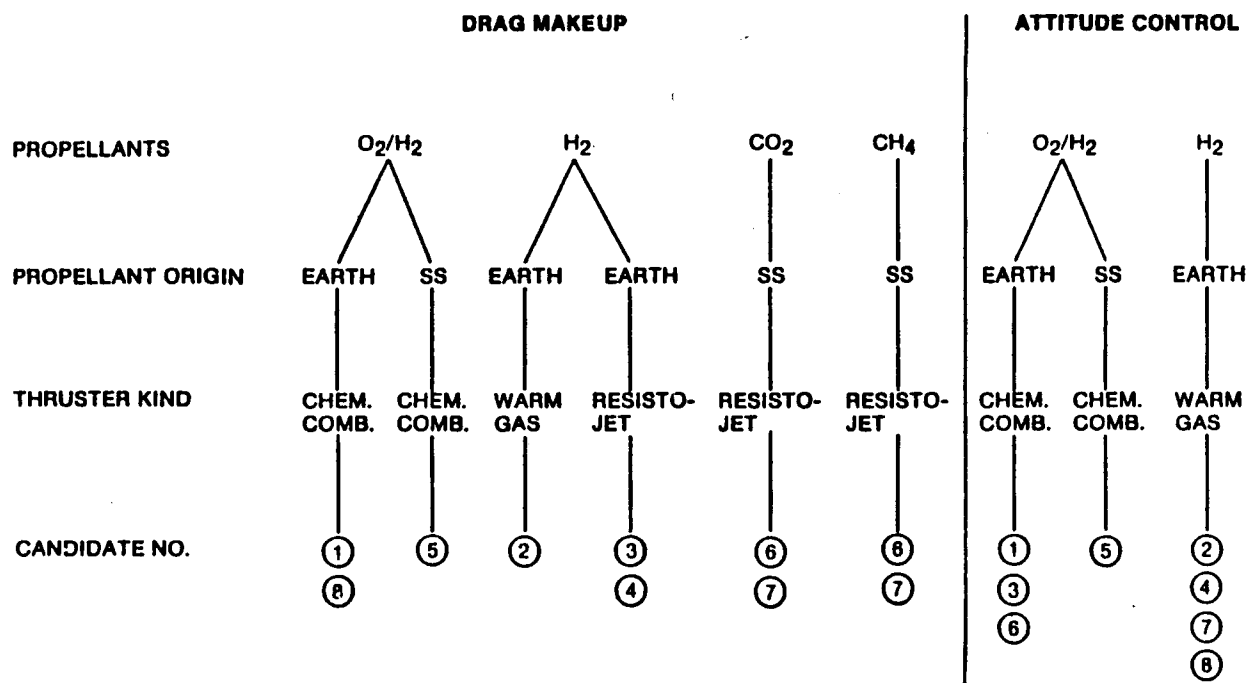 DRAG MAKEUP ATTITUDE CONTROL
PROPELLANTS O2/H2 H2 CO2 CH4 O2/H2 H2
PROPELLANT ORIGIN EARTH SS EARTH EARTH SS SS EARTH SS EARTH
THRUSTER KIND CHEM. CHEM. WARM RESISTO- RESISTO- RESISTO- CHEM. CHEM. WARM
COMB. COMB. GAS JET JET JET COMB. COMB. GAS
CANDIDATE NO. 1 5 2 3 6 6 1 5 2
8 4 7 7 3 4
6 7
8